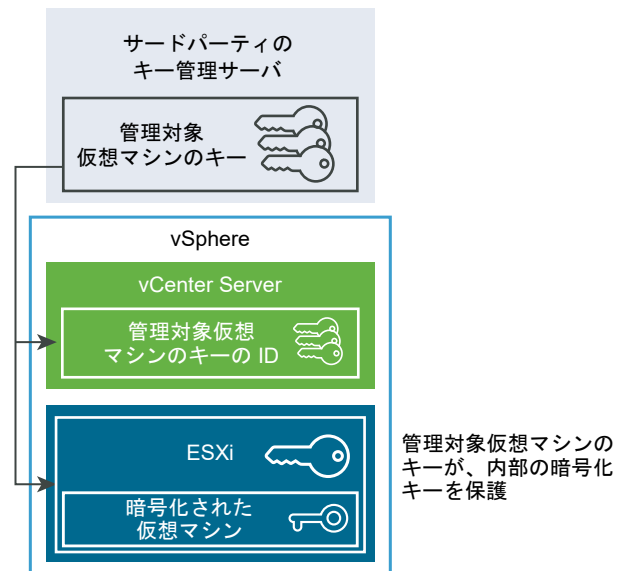 サードパーティの
キー管理サーバ
管理対象
仮想マシンのキー
vSphere
vCenter Server
管理対象仮想
マシンのキーの ID
ESXi
暗号化された
仮想マシン
管理対象仮想マシンの
キーが、内部の暗号化
キーを保護